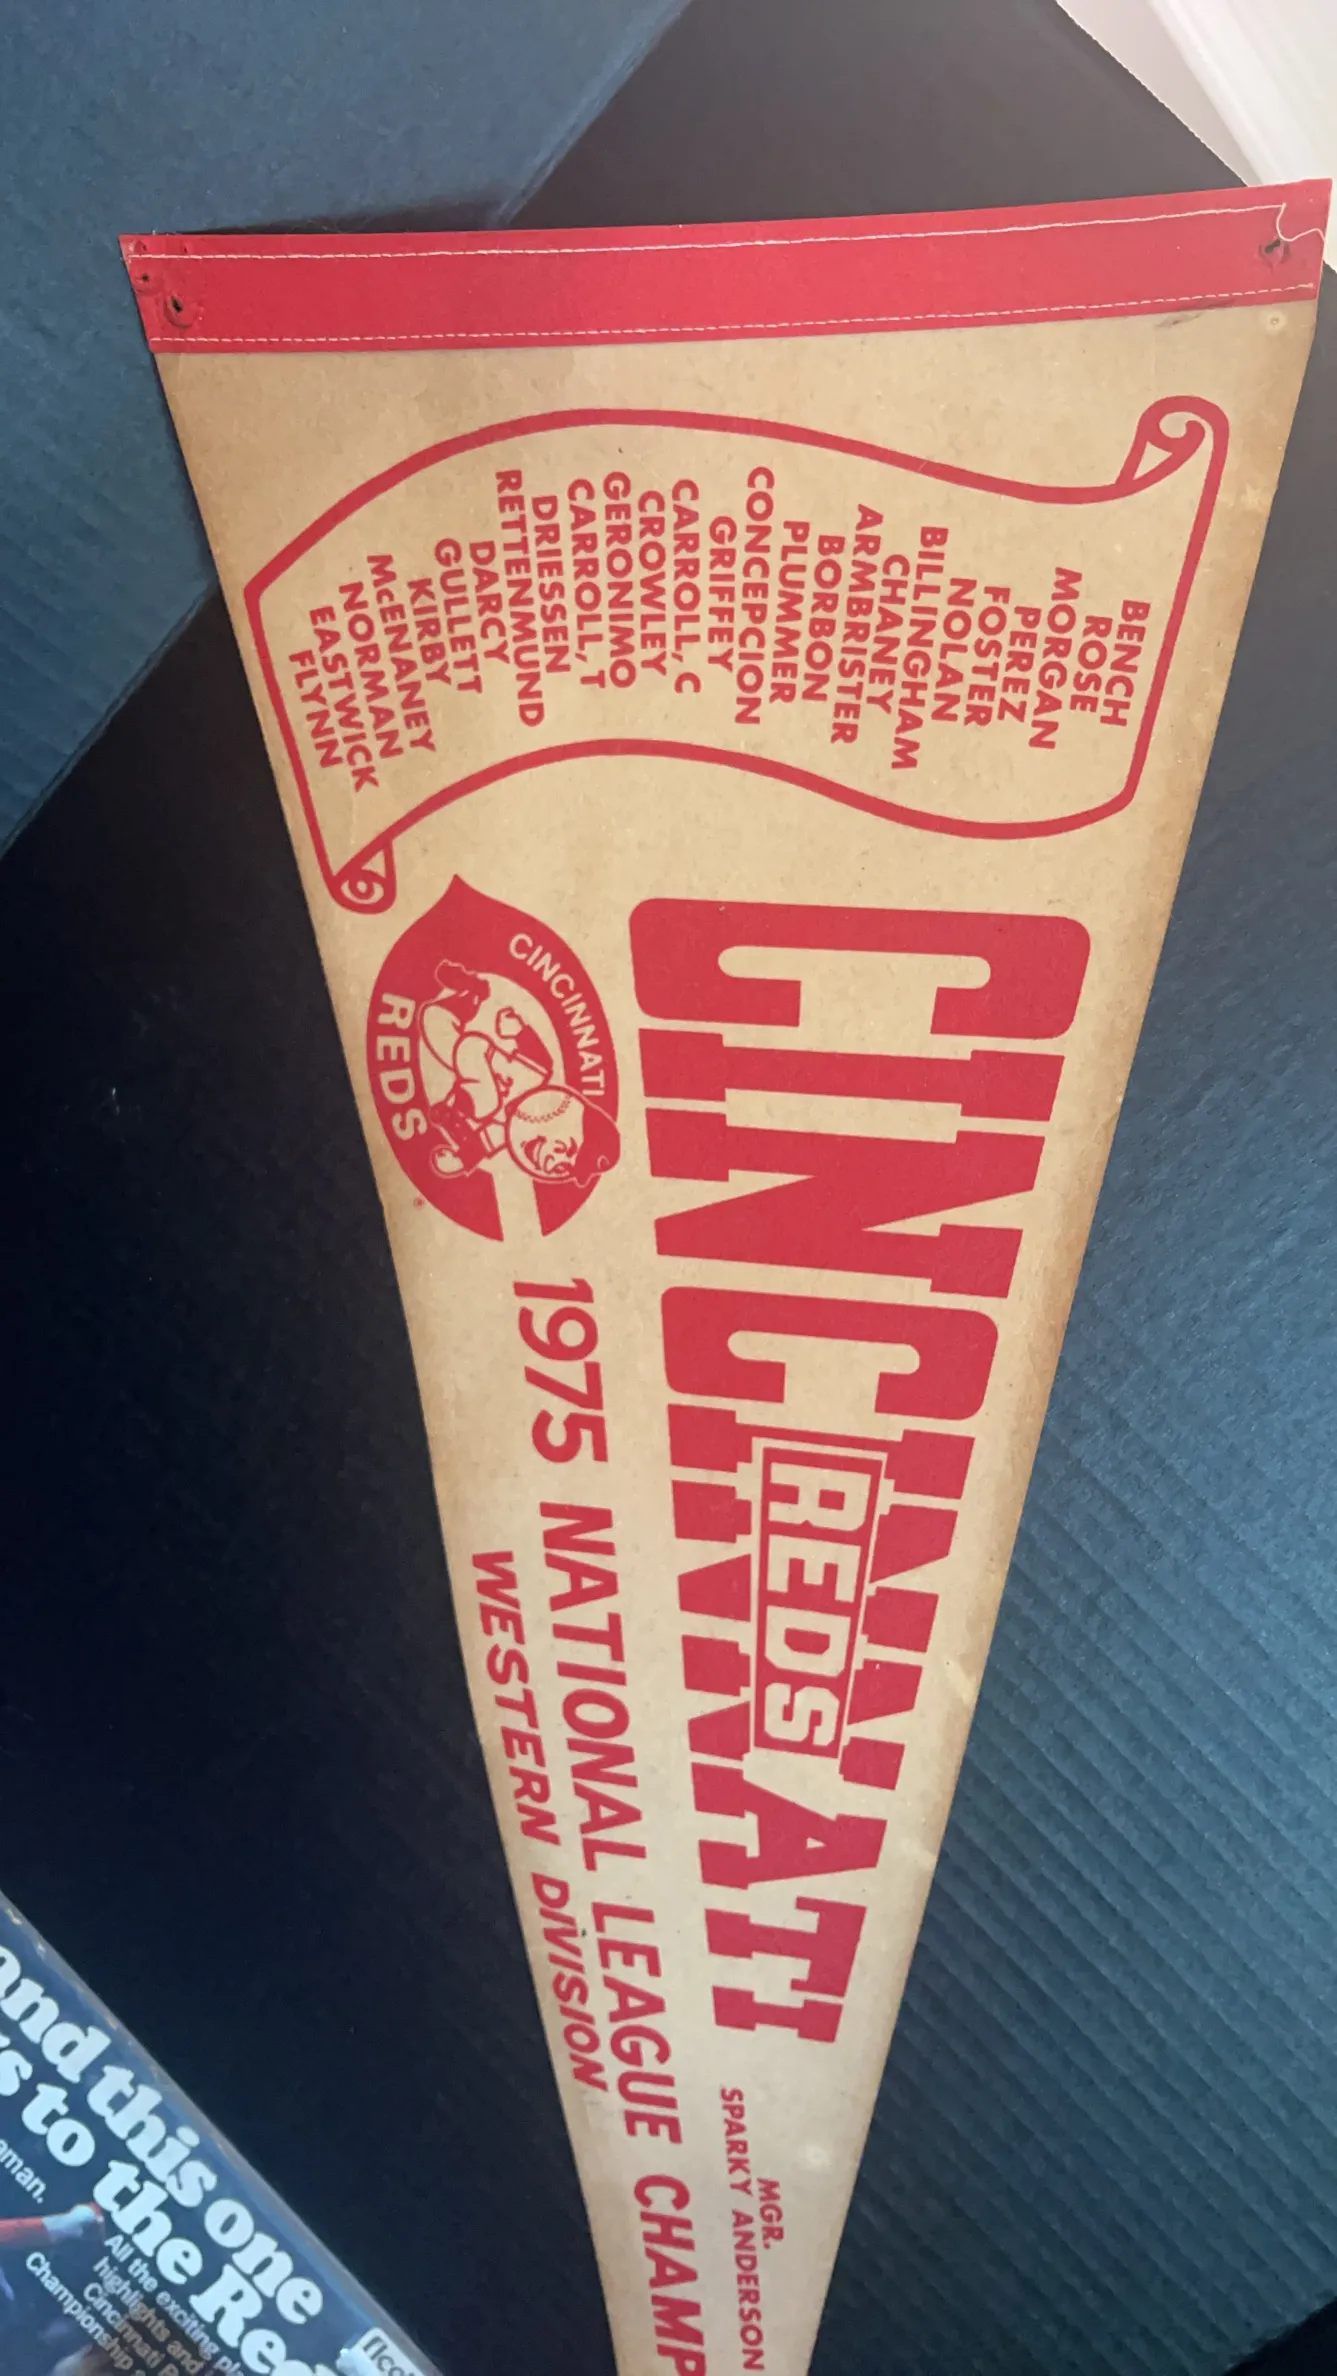 BENCH
ROSE
MORGAN
PEREZ
FOSTER
NOLAN
BILLINGHAM
CHANEY
ARMBRISTER
BORBON
PLUMMER
CONCEPCION
GRIFFEY
CARROLL, C
CROWLEY
GERONIMO
CARROLL, T
DRIESSEN
RETTENMUND
DARCY
GULLETT
KIRBY
McENANEY
NORMAN
EASTWICK
FLYNN
CINCINNATI
REDS
MGR.
SPARKY ANDERSON
CINCINNATI
REDS
®
1975 NATIONAL LEAGUE CHAMP
WESTERN DIVISION
and this one
to the Red
All the exciting
highlights and
Cincinnati
Championship